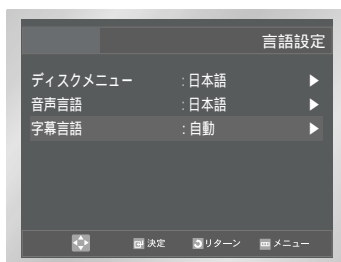 言語設定
ディスクメニュー :日本語 ▶
音声言語 :日本語 ▶
字幕言語 :自動 ▶
決定 リターン メニュー